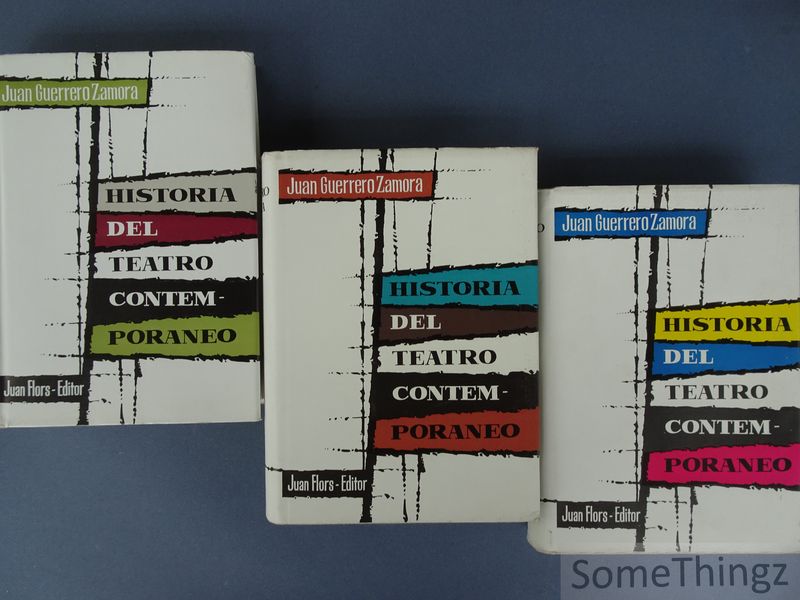 Juan Guerrero Zamora
HISTORIA
DEL
TEATRO
CONTEM-
PORANEO
Juan Flors - Editor
Juan Guerrero Zamora
HISTORIA
DEL
TEATRO
CONTEM-
PORANEO
Juan Flors - Editor
Juan Guerrero Zamora
HISTORIA
DEL
TEATRO
CONTEM-
PORANEO
Juan Flors - Editor
SomeThingz